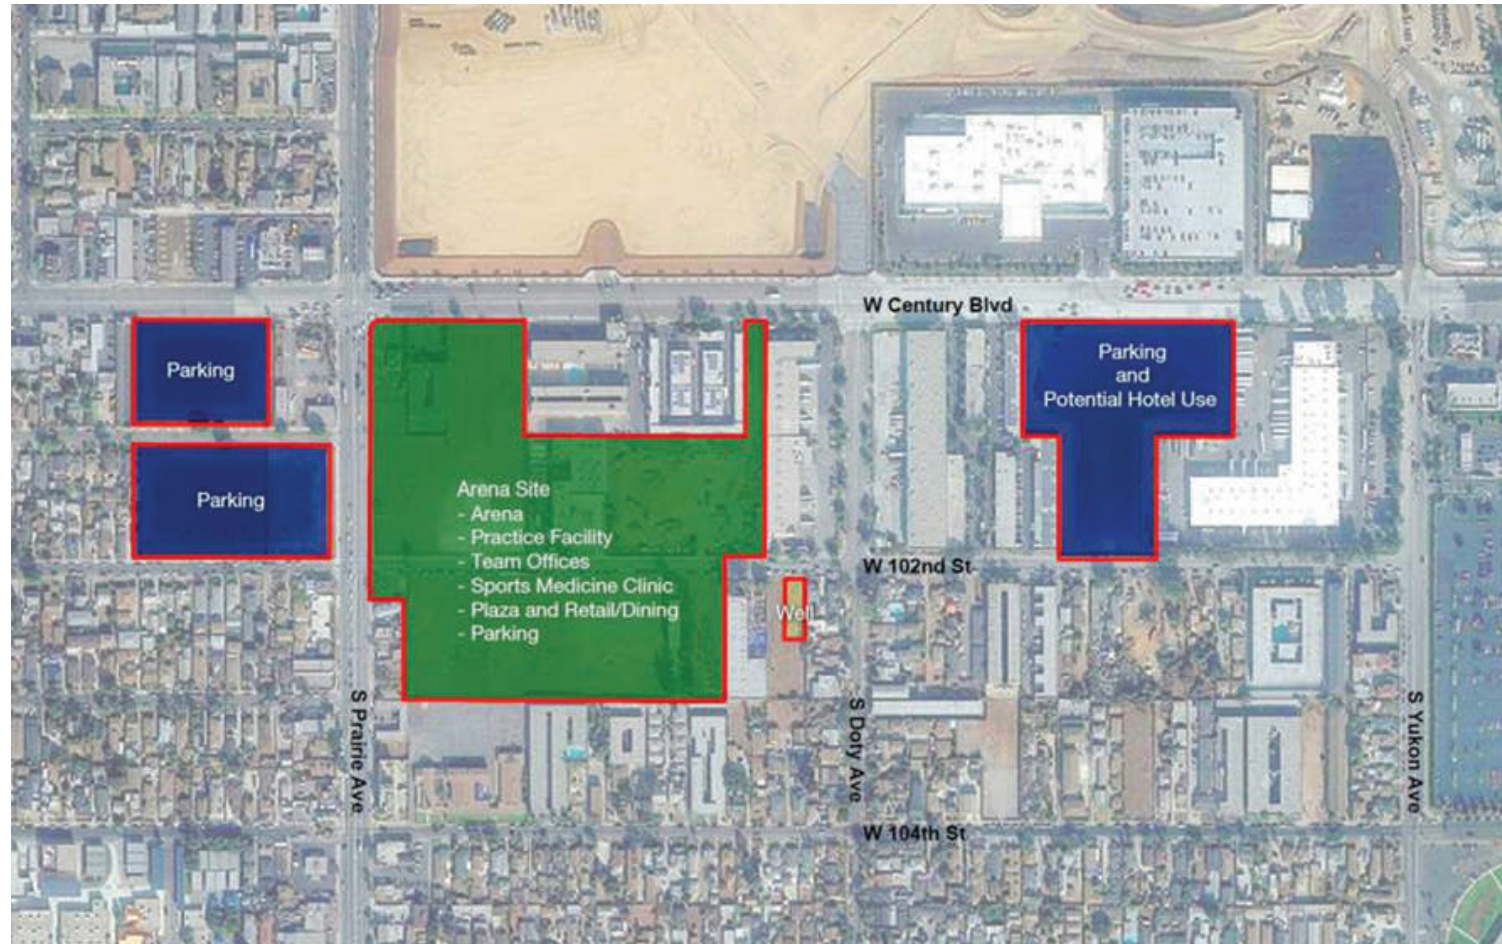 W Century Blvd
Parking
Parking
and
Potential Hotel Use
Parking
Arena Site
- Arena
- Practice Facility
- Team Offices
- Sports Medicine Clinic
- Plaza and Retail/Dining
- Parking
W 102nd St
Well
S Prairie Ave
S Doty Ave
S Yukon Ave
W 104th St